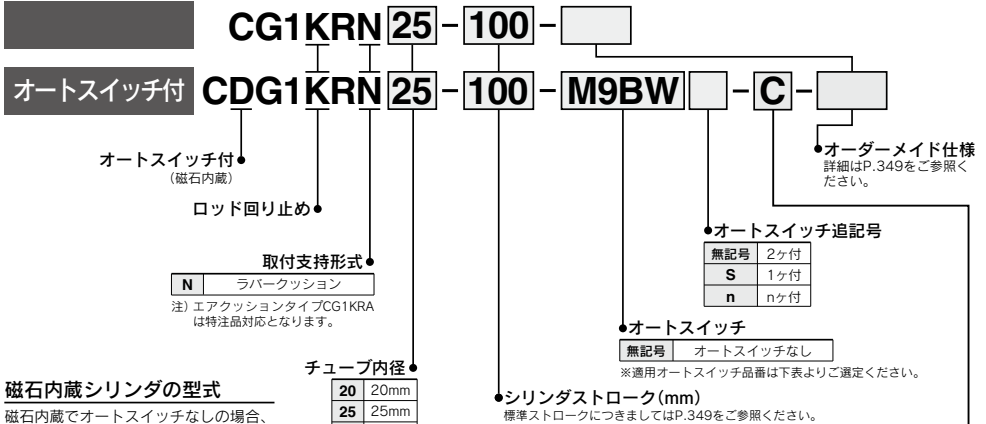 CG1KRN 25 - 100 -
オートスイッチ付 CDG1KRN 25 - 100 - M9BW - C -
オートスイッチ付
(磁石内蔵)
ロッド回り止め
取付支持形式
N ラバークッション
注) エアクッションタイプCG1KRA
は特注品対応となります。
チューブ内径
20 20mm
25 25mm
磁石内蔵シリンダの型式
磁石内蔵でオートスイッチなしの場合、
シリンダストローク(mm)
標準ストロークにつきましてはP.349をご参照ください。
オートスイッチ
無記号 オートスイッチなし
※適用オートスイッチ品番は下表よりご選定ください。
オートスイッチ追記号
無記号 2ヶ付
S 1ヶ付
n nヶ付
オーダーメイド仕様
詳細はP.349をご参照く
ださい。